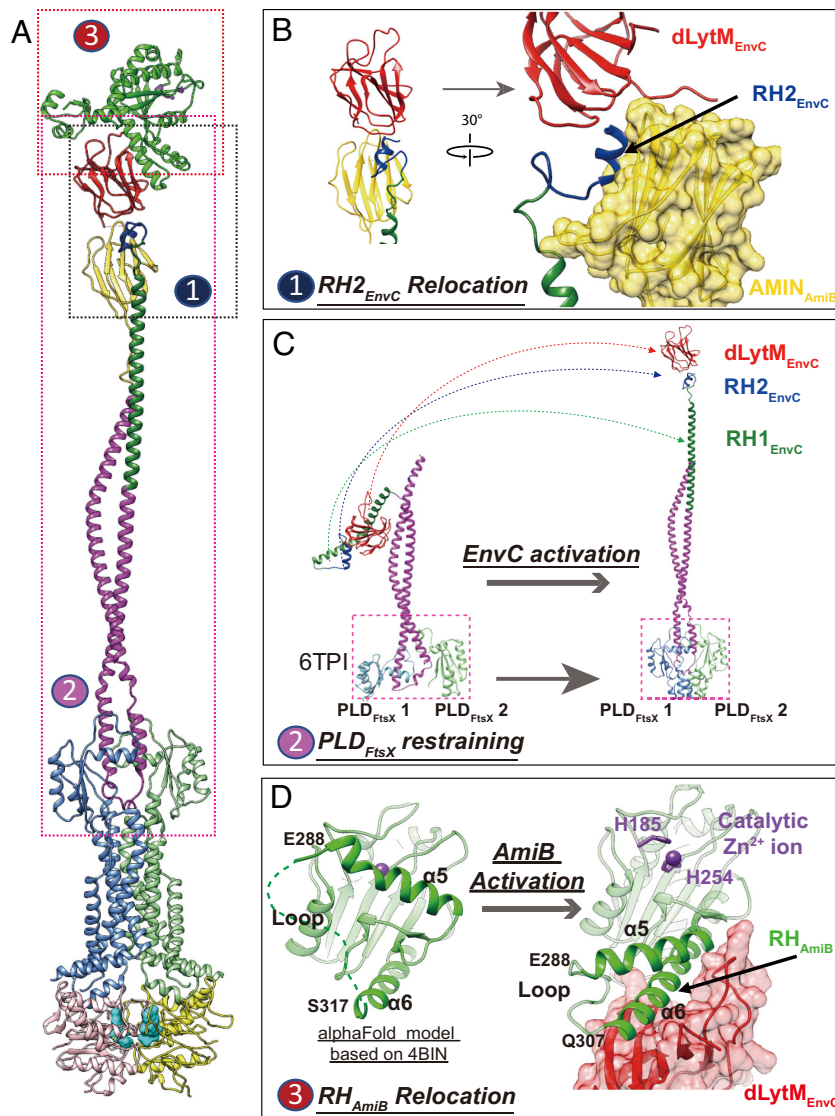 A
3
1
2
B
dLytM EnvC
RH2 EnvC
30°
AMIN AmiB
1 RH2 EnvC Relocation
C
dLytM EnvC
RH2 EnvC
RH1 EnvC
EnvC activation
6TPI
PLD FtsX 1 PLD FtsX 2
PLD FtsX 1 PLD FtsX 2
2 PLD FtsX restraining
D
E288
α5
Loop
S317
α6
alphaFold model
based on 4BIN
AmiB
Activation
H185
Catalytic
Zn2+ ion
H254
α5
RH AmiB
E288
Loop
α6
Q307
dLytM EnvC
3 RH AmiB Relocation